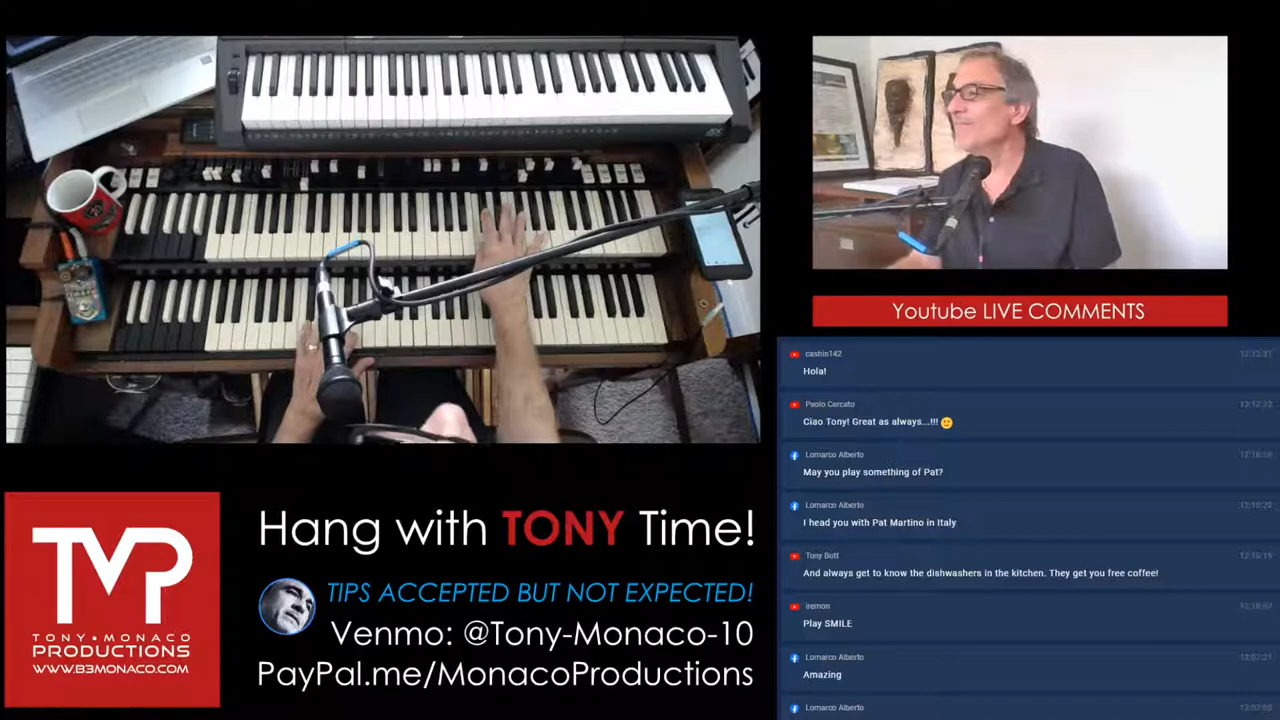 Youtube LIVE COMMENTS
Hola!
Paolo Cercato
Ciao Tony! Great as always...!!! 🙂
Lomarco Alberto
May you play something of Pat?
Lomarco Alberto
I head you with Pat Martino in Italy
Tony Bott
And always get to know the dishwashers in the kitchen. They get you free coffee!
iremon
Play SMILE
Lomarco Alberto
Amazing
Lomarco Alberto
TMP
TONY•MONACO
PRODUCTIONS
WWW.B3MONACO.COM
Hang with TONY Time!
TIPS ACCEPTED BUT NOT EXPECTED!
Venmo: @Tony-Monaco-10
PayPal.me/MonacoProductions